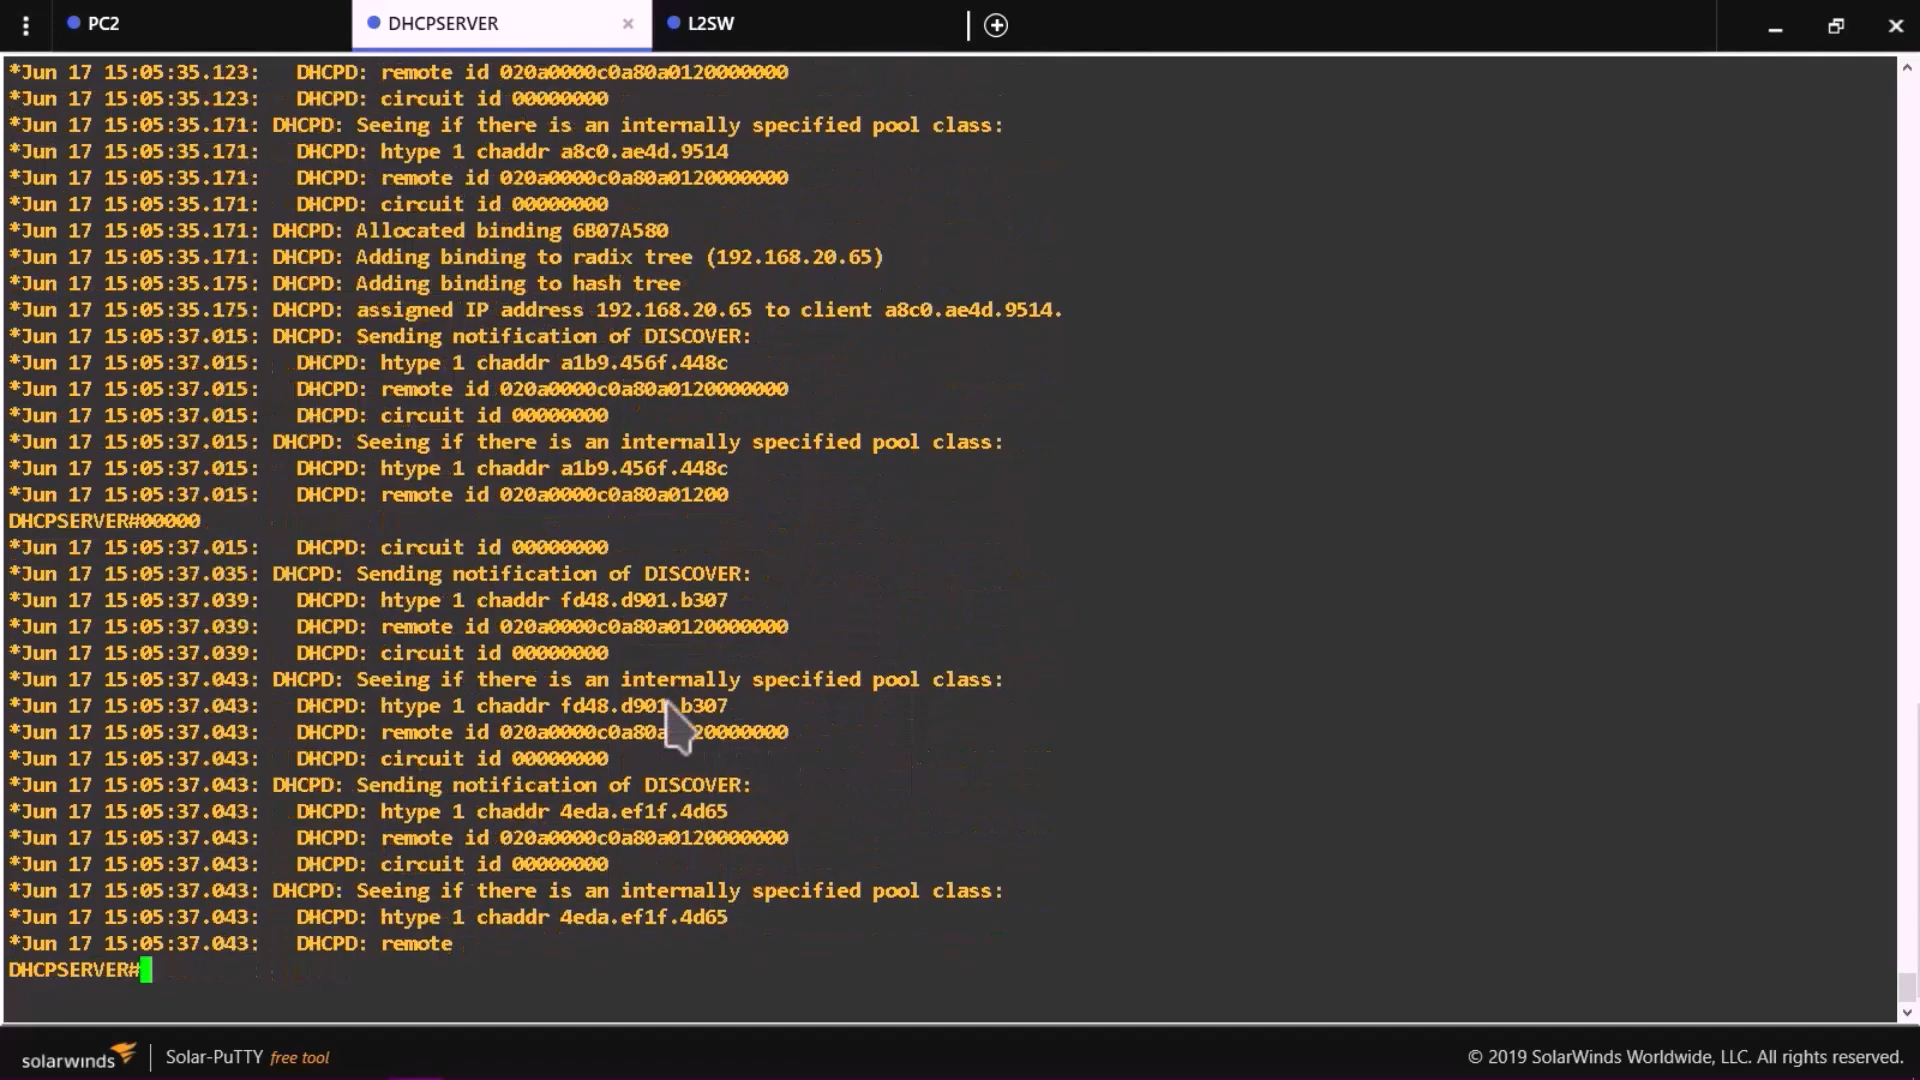 PC2
DHCPSERVER
L2SW
*Jun 17 15:05:35.123:   DHCPD: remote id 020a0000c0a80a0120000000
*Jun 17 15:05:35.123:   DHCPD: circuit id 00000000
*Jun 17 15:05:35.171: DHCPD: Seeing if there is an internally specified pool class:
*Jun 17 15:05:35.171:   DHCPD: htype 1 chaddr a8c0.ae4d.9514
*Jun 17 15:05:35.171:   DHCPD: remote id 020a0000c0a80a0120000000
*Jun 17 15:05:35.171:   DHCPD: circuit id 00000000
*Jun 17 15:05:35.171: DHCPD: Allocated binding 6B07A580
*Jun 17 15:05:35.171: DHCPD: Adding binding to radix tree (192.168.20.65)
*Jun 17 15:05:35.175: DHCPD: Adding binding to hash tree
*Jun 17 15:05:35.175: DHCPD: assigned IP address 192.168.20.65 to client a8c0.ae4d.9514.
*Jun 17 15:05:37.015: DHCPD: Sending notification of DISCOVER:
*Jun 17 15:05:37.015:   DHCPD: htype 1 chaddr a1b9.456f.448c
*Jun 17 15:05:37.015:   DHCPD: remote id 020a0000c0a80a0120000000
*Jun 17 15:05:37.015:   DHCPD: circuit id 00000000
*Jun 17 15:05:37.015: DHCPD: Seeing if there is an internally specified pool class:
*Jun 17 15:05:37.015:   DHCPD: htype 1 chaddr a1b9.456f.448c
*Jun 17 15:05:37.015:   DHCPD: remote id 020a0000c0a80a01200
DHCPSERVER#00000
*Jun 17 15:05:37.015:   DHCPD: circuit id 00000000
*Jun 17 15:05:37.035: DHCPD: Sending notification of DISCOVER:
*Jun 17 15:05:37.039:   DHCPD: htype 1 chaddr fd48.d901.b307
*Jun 17 15:05:37.039:   DHCPD: remote id 020a0000c0a80a0120000000
*Jun 17 15:05:37.039:   DHCPD: circuit id 00000000
*Jun 17 15:05:37.043: DHCPD: Seeing if there is an internally specified pool class:
*Jun 17 15:05:37.043:   DHCPD: htype 1 chaddr fd48.d901.b307
*Jun 17 15:05:37.043:   DHCPD: remote id 020a0000c0a80a0120000000
*Jun 17 15:05:37.043:   DHCPD: circuit id 00000000
*Jun 17 15:05:37.043: DHCPD: Sending notification of DISCOVER:
*Jun 17 15:05:37.043:   DHCPD: htype 1 chaddr 4eda.ef1f.4d65
*Jun 17 15:05:37.043:   DHCPD: remote id 020a0000c0a80a0120000000
*Jun 17 15:05:37.043:   DHCPD: circuit id 00000000
*Jun 17 15:05:37.043: DHCPD: Seeing if there is an internally specified pool class:
*Jun 17 15:05:37.043:   DHCPD: htype 1 chaddr 4eda.ef1f.4d65
*Jun 17 15:05:37.043:   DHCPD: remote
DHCPSERVER#
solarwinds
Solar-PuTTY free tool
© 2019 SolarWinds Worldwide, LLC. All rights reserved.